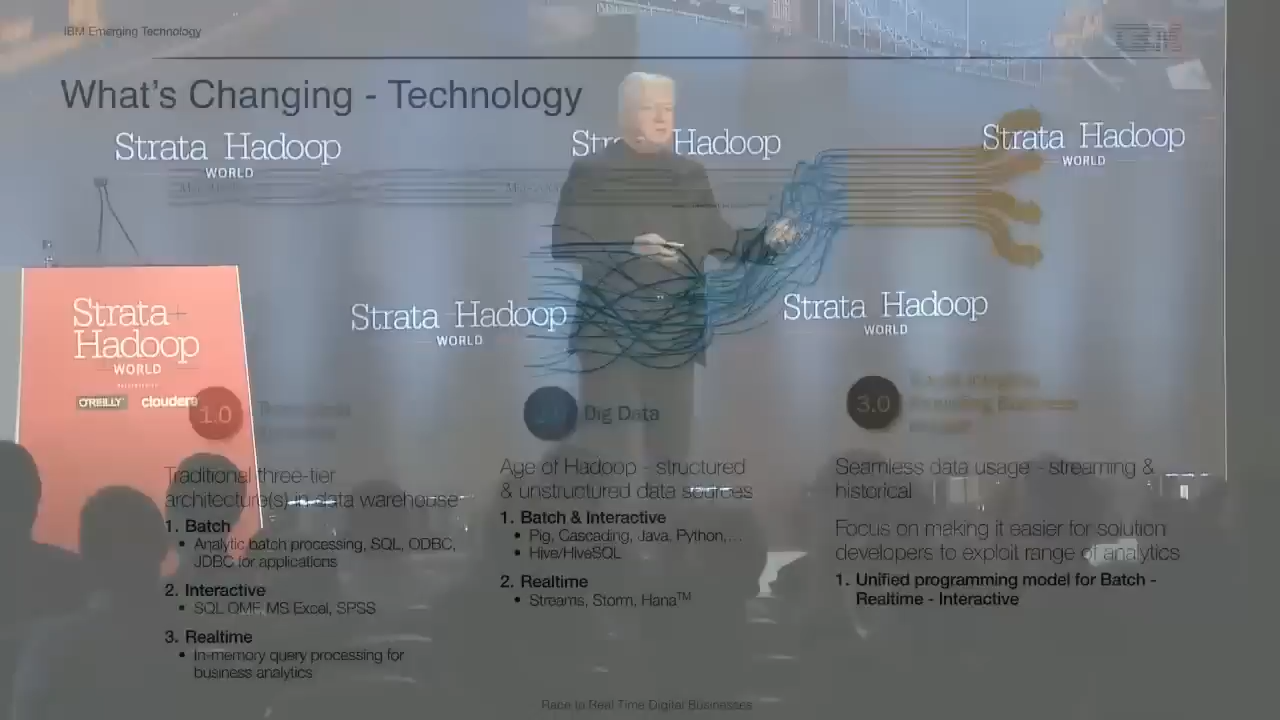 IBM Emerging Technology
IBM
What's Changing - Technology
Strata Hadoop
WORLD
Str Hadoop
Strata Hadoop
WORLD
Strata Hadoop
WORLD
Strata Hadoop
WORLD
Strata+
Hadoop
WORLD
O'REILLY cloudera
1.0
Big Data
3.0
Traditional three-tier
architecture(s) in data warehouse
1. Batch
• Analytic batch processing, SQL, ODBC,
JDBC for applications
2. Interactive
• SQL QMF, MS Excel, SPSS
3. Realtime
• In-memory query processing for
business analytics
Age of Hadoop - structured
& unstructured data sources
1. Batch & Interactive
• Pig, Cascading, Java, Python,...
• Hive/HiveSQL
2. Realtime
• Streams, Storm, Hana™
Seamless data usage - streaming &
historical
Focus on making it easier for solution
developers to exploit range of analytics
1. Unified programming model for Batch -
Realtime - Interactive
Race to Real Time Digital Businesses